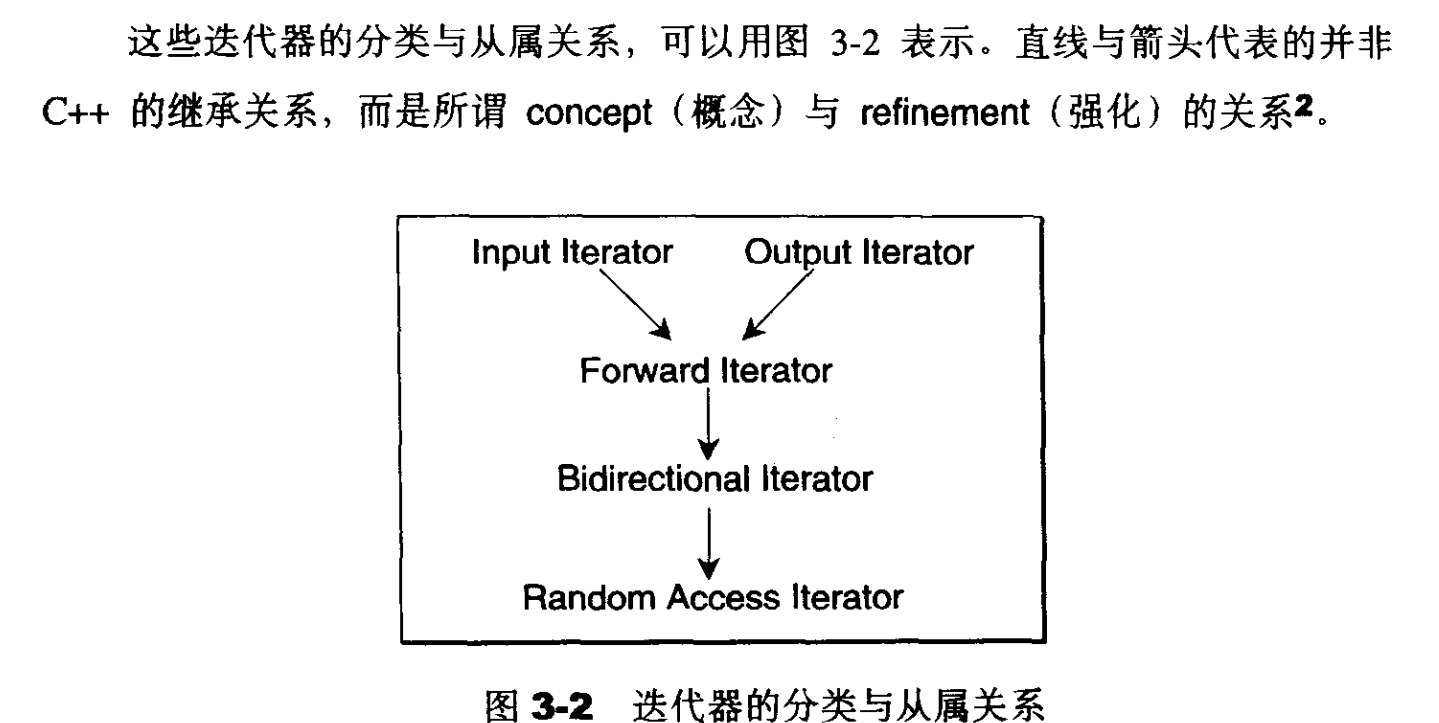 这些迭代器的分类与从属关系，可以用图 3-2 表示。直线与箭头代表的并非
C++ 的继承关系，而是所谓 concept（概念）与 refinement（强化）的关系2。
Input Iterator Output Iterator
Forward Iterator
Bidirectional Iterator
Random Access Iterator
图 3-2 迭代器的分类与从属关系